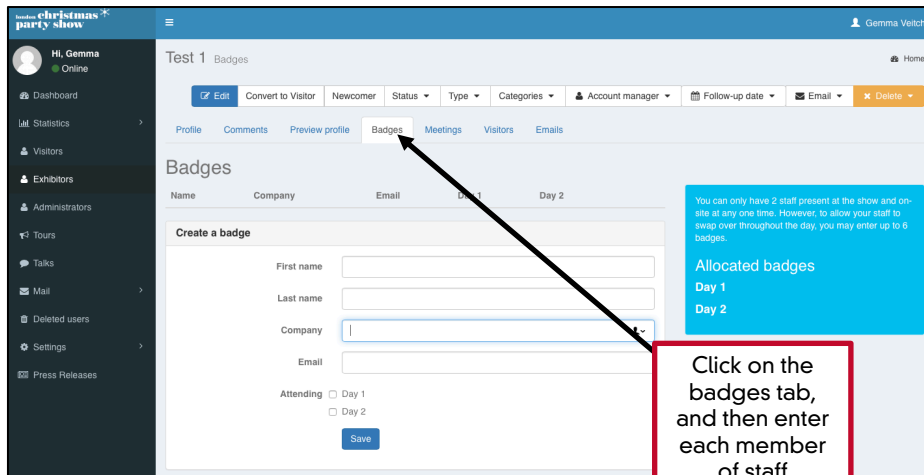 london christmas
party show
Gemma Veitch
Hi, Gemma
Online
Test 1 Badges
Home
Edit
Convert to Visitor
Newcomer
Status
Type
Categories
Account manager
Follow-up date
Email
Delete
Dashboard
Statistics
Visitors
Exhibitors
Administrators
Tours
Talks
Mail
Deleted users
Settings
Press Releases
Profile
Comments
Preview profile
Badges
Meetings
Visitors
Emails
Badges
Name
Company
Email
Day 1
Day 2
Create a badge
First name
Last name
Company
Email
Attending
Day 1
Day 2
Save
You can only have 2 staff present at the show and on-
site at any one time. However, to allow your staff to
swap over throughout the day, you may enter up to 6
badges.
Allocated badges
Day 1
Day 2
Click on the
badges tab,
and then enter
each member
of staff